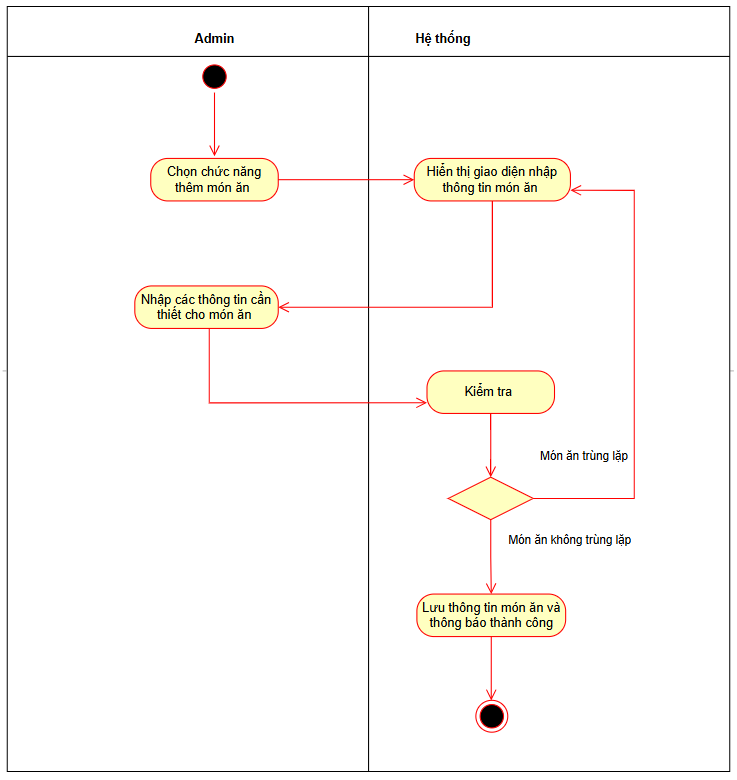 Admin
Hệ thống
Chọn chức năng
thêm món ăn
Hiển thị giao diện nhập
thông tin món ăn
Nhập các thông tin cần
thiết cho món ăn
Kiểm tra
Món ăn trùng lặp
Món ăn không trùng lặp
Lưu thông tin món ăn và
thông báo thành công